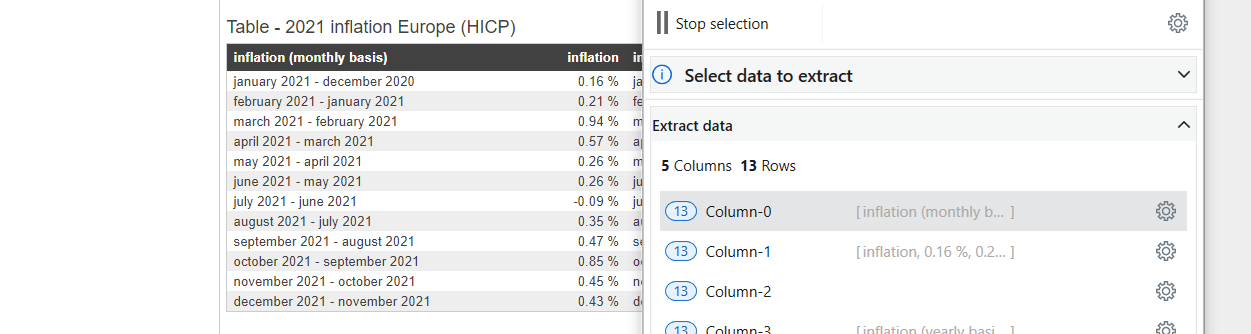 Table - 2021 inflation Europe (HICP)
inflation (monthly basis) inflation in
january 2021 - december 2020 0.16 % ja
february 2021 - january 2021 0.21 % fe
march 2021 - february 2021 0.94 % m
april 2021 - march 2021 0.57 % a
may 2021 - april 2021 0.26 % m
june 2021 - may 2021 0.26 % ju
july 2021 - june 2021 -0.09 % ju
august 2021 - july 2021 0.35 % a
september 2021 - august 2021 0.47 % se
october 2021 - september 2021 0.85 % o
november 2021 - october 2021 0.45 % n
december 2021 - november 2021 0.43 % d
Stop selection
Select data to extract
Extract data
5 Columns 13 Rows
13 Column-0 [ inflation (monthly b... ]
13 Column-1 [ inflation, 0.16 %, 0.2... ]
13 Column-2
13 Column-3 [ inflation (yearly basi... ]